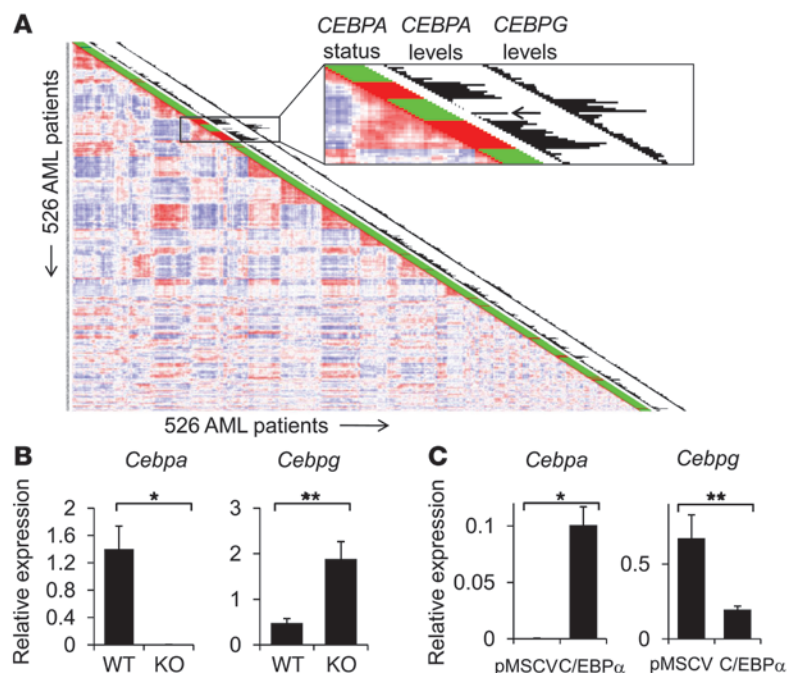 A
CEBPA CEBPA CEBPG
status levels levels
526 AML patients
526 AML patients
B
Cebpa
Cebpg
Relative expression
*
**
2
1.6
1.2
0.8
0.4
0
3
2
1
0
WT KO
WT KO
C
Cebpa
Cebpg
Relative expression
*
**
0.1
0.05
0
0.5
0
pMSCV C/EBPα
pMSCV C/EBPα